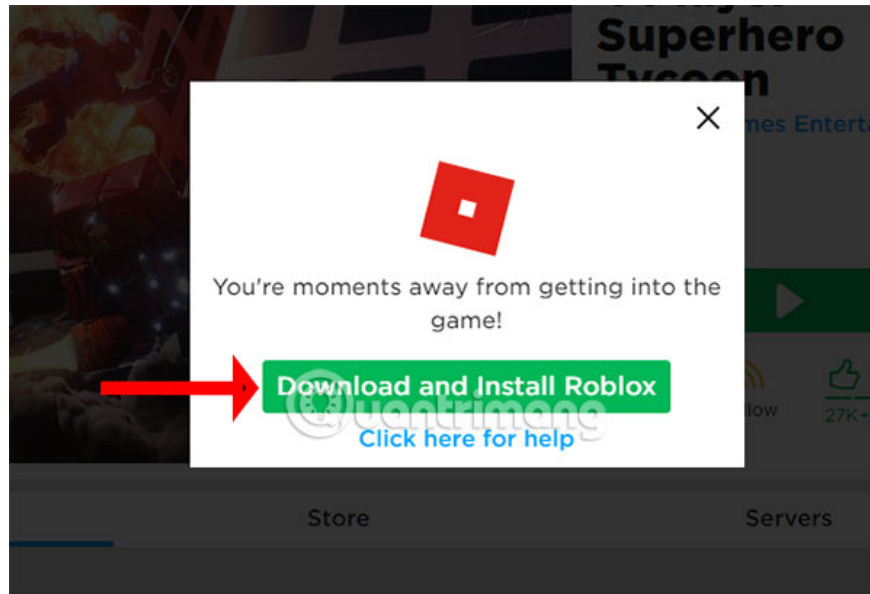 Superhero
Tycoon
mes Enterta
You're moments away from getting into the
game!
Download and Install Roblox
Quantrimang
Click here for help
llow
27K+
Store
Servers